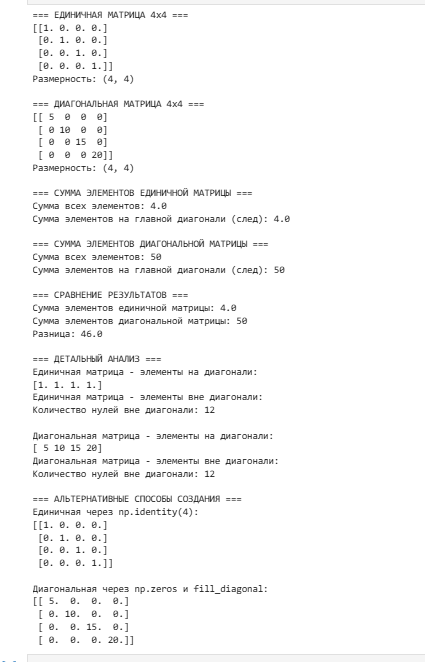 === ЕДИНИЧНАЯ МАТРИЦА 4x4 ===
[[1. 0. 0. 0.]
[0. 1. 0. 0.]
[0. 0. 1. 0.]
[0. 0. 0. 1.]]
Размерность: (4, 4)
=== ДИАГОНАЛЬНАЯ МАТРИЦА 4x4 ===
[[ 5 0 0 0]
[ 0 10 0 0]
[ 0 0 15 0]
[ 0 0 0 20]]
Размерность: (4, 4)
=== СУММА ЭЛЕМЕНТОВ ЕДИНИЧНОЙ МАТРИЦЫ ===
Сумма всех элементов: 4.0
Сумма элементов на главной диагонали (след): 4.0
=== СУММА ЭЛЕМЕНТОВ ДИАГОНАЛЬНОЙ МАТРИЦЫ ===
Сумма всех элементов: 50
Сумма элементов на главной диагонали (след): 50
=== СРАВНЕНИЕ РЕЗУЛЬТАТОВ ===
Сумма элементов единичной матрицы: 4.0
Сумма элементов диагональной матрицы: 50
Разница: 46.0
=== ДЕТАЛЬНЫЙ АНАЛИЗ ===
Единичная матрица - элементы на диагонали:
[1. 1. 1. 1.]
Единичная матрица - элементы вне диагонали:
Количество нулей вне диагонали: 12
Диагональная матрица - элементы на диагонали:
[ 5 10 15 20]
Диагональная матрица - элементы вне диагонали:
Количество нулей вне диагонали: 12
=== АЛЬТЕРНАТИВНЫЕ СПОСОБЫ СОЗДАНИЯ ===
Единичная через np.identity(4):
[[1. 0. 0. 0.]
[0. 1. 0. 0.]
[0. 0. 1. 0.]
[0. 0. 0. 1.]]
Диагональная через np.zeros и fill_diagonal:
[[ 5. 0. 0. 0.]
[ 0. 10. 0. 0.]
[ 0. 0. 15. 0.]
[ 0. 0. 0. 20.]]